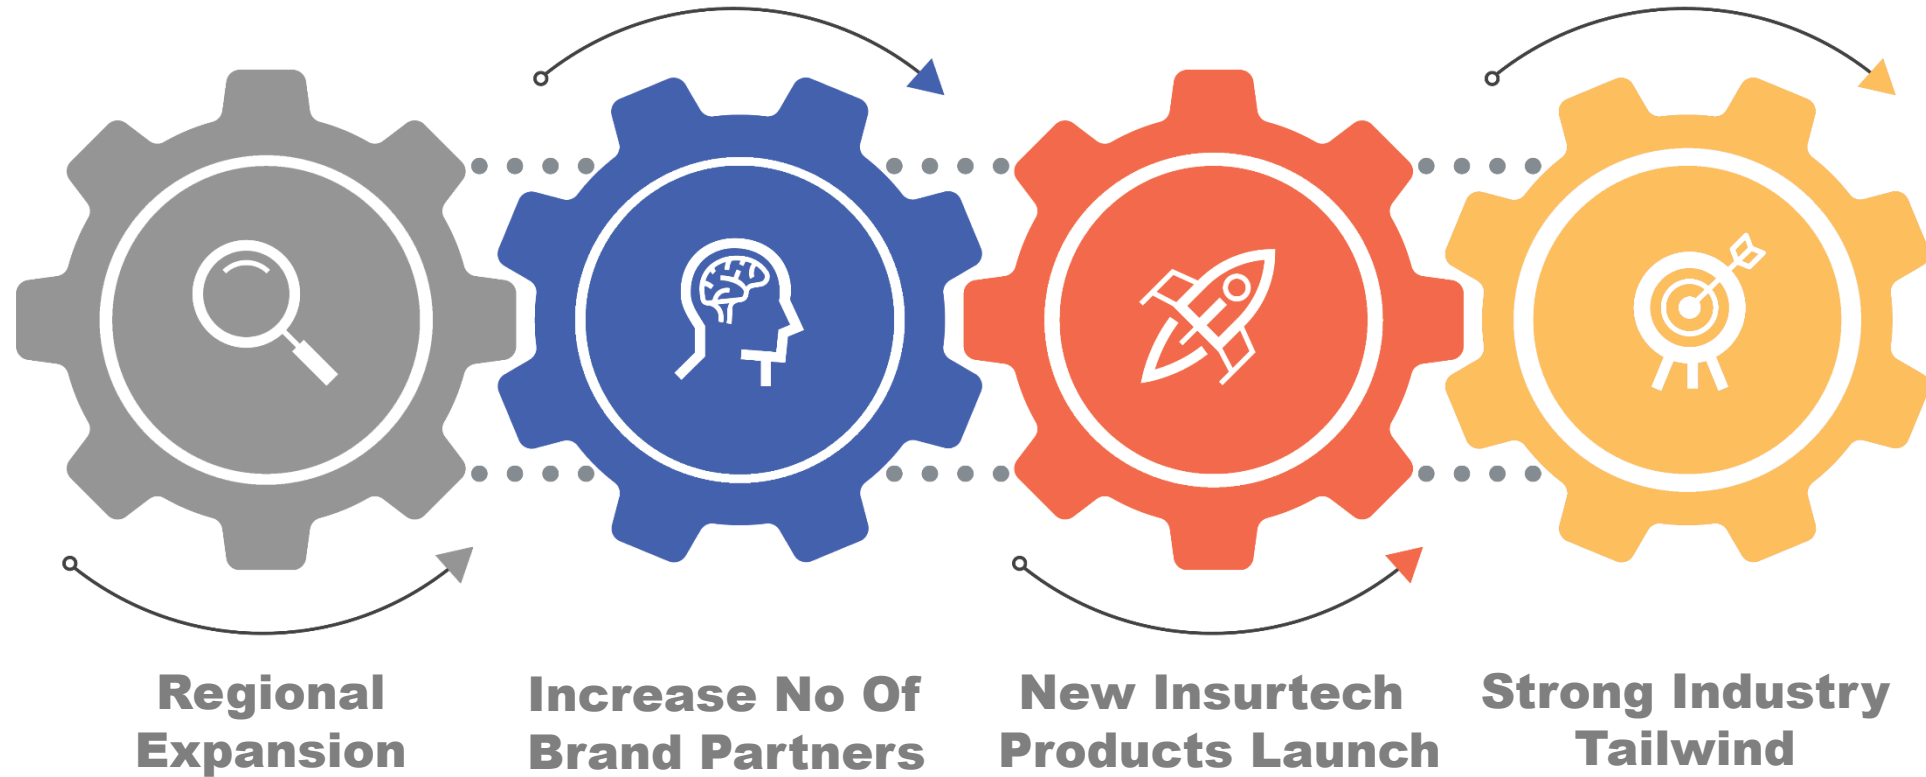 Regional
Expansion
Increase No Of
Brand Partners
New Insurtech
Products Launch
Strong Industry
Tailwind